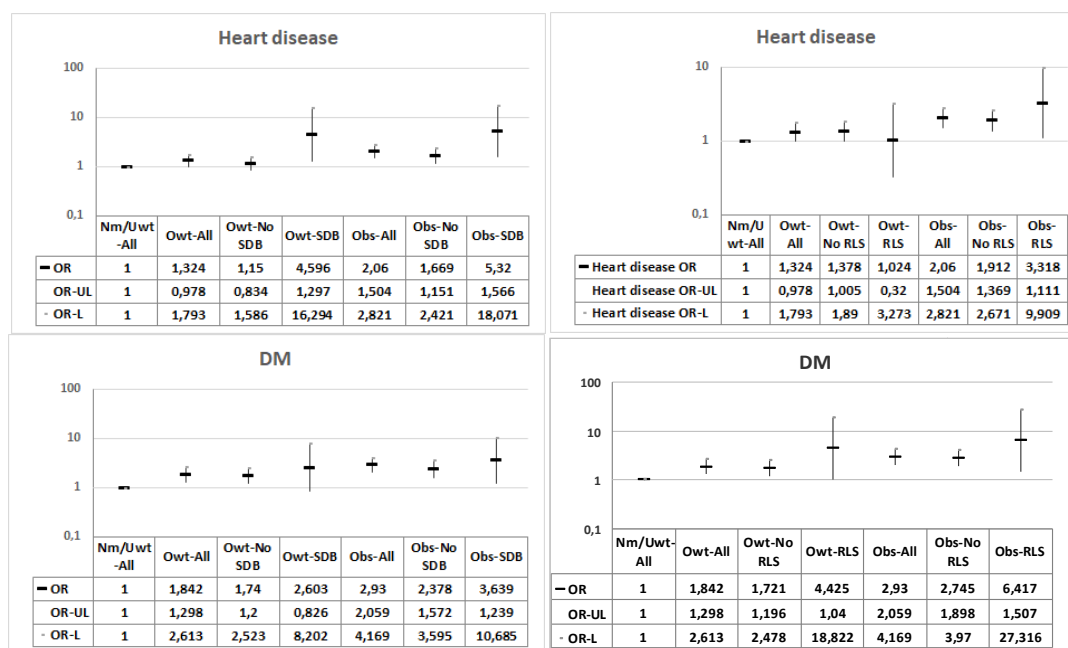 Heart disease
100
10
1
0,1
Nm/Uwt Owt-All Owt-No Owt-SDB Obs-All Obs-No Obs-SDB
-All SDB SDB
OR 1 1,324 1,15 4,596 2,06 1,669 5,32
OR-UL 1 0,978 0,834 1,297 1,504 1,151 1,566
OR-L 1 1,793 1,586 16,294 2,821 2,421 18,071
Heart disease
10
1
0,1
Nm/U Owt- Owt- Owt- Obs- Obs- Obs-
wt-All All No RLS RLS All No RLS RLS
Heart disease OR 1 1,324 1,378 1,024 2,06 1,912 3,318
Heart disease OR-UL 1 0,978 1,005 0,32 1,504 1,369 1,111
Heart disease OR-L 1 1,793 1,89 3,273 2,821 2,671 9,909
DM
100
10
1
0,1
Nm/Uwt Owt-All Owt-No Owt-SDB Obs-All Obs-No Obs-SDB
-All SDB SDB
OR 1 1,842 1,74 2,603 2,93 2,378 3,639
OR-UL 1 1,298 1,2 0,826 2,059 1,572 1,239
OR-L 1 2,613 2,523 8,202 4,169 3,595 10,685
DM
100
10
1
0,1
Nm/Uwt- Owt-All Owt-No Owt-RLS Obs-All Obs-No Obs-RLS
All RLS RLS
OR 1 1,842 1,721 4,425 2,93 2,745 6,417
OR-UL 1 1,298 1,196 1,04 2,059 1,898 1,507
OR-L 1 2,613 2,478 18,822 4,169 3,97 27,316